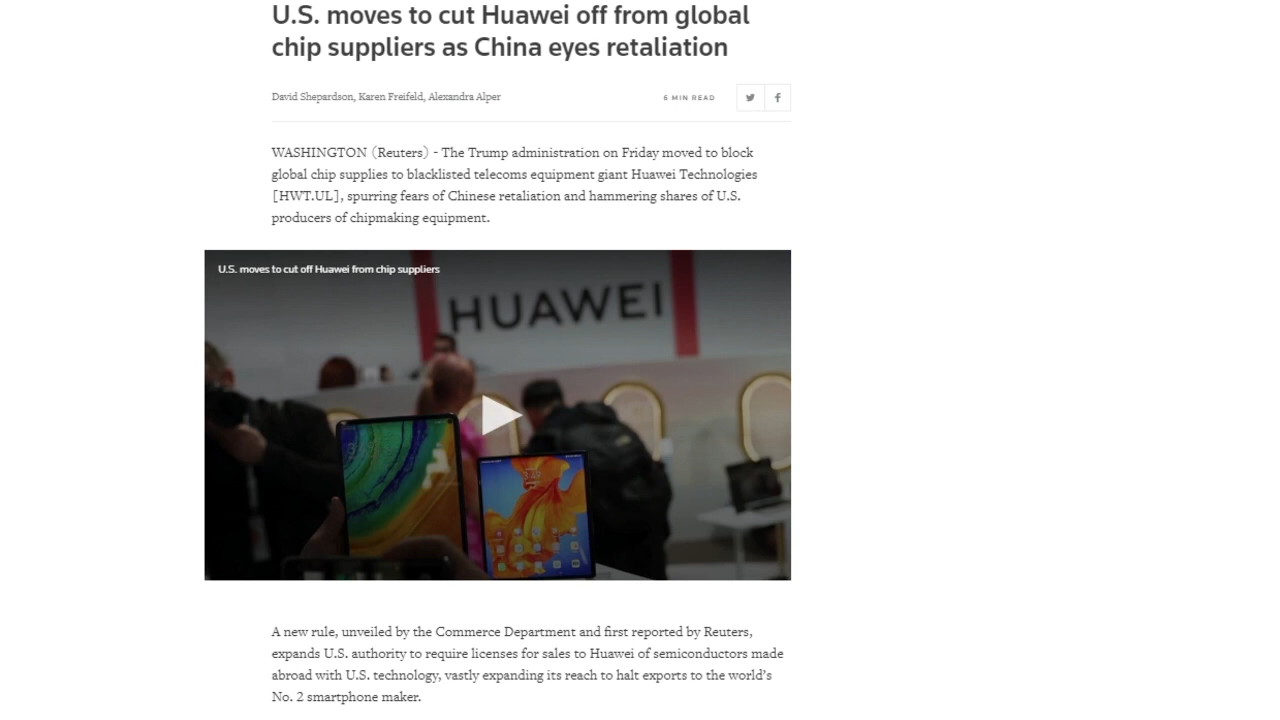 U.S. moves to cut Huawei off from global
chip suppliers as China eyes retaliation
David Shepardson, Karen Freifeld, Alexandra Alper
6 MIN READ
WASHINGTON (Reuters) - The Trump administration on Friday moved to block
global chip supplies to blacklisted telecoms equipment giant Huawei Technologies
[HWT.UL], spurring fears of Chinese retaliation and hammering shares of U.S.
producers of chipmaking equipment.
U.S. moves to cut off Huawei from chip suppliers
HUAWEI
A new rule, unveiled by the Commerce Department and first reported by Reuters,
expands U.S. authority to require licenses for sales to Huawei of semiconductors made
abroad with U.S. technology, vastly expanding its reach to halt exports to the world's
No. 2 smartphone maker.